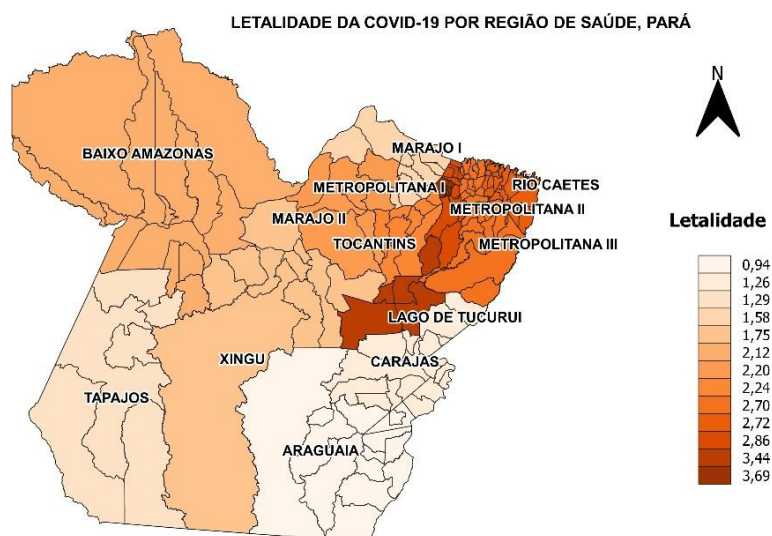 LETALIDADE DA COVID-19 POR REGIÃO DE SAÚDE, PARÁ
N
MARAJO I
BAIXO AMAZONAS
METROPOLITANA I
RIO CAETES
MARAJO II
METROPOLITANA II
TOCANTINS
METROPOLITANA III
LAGO DE TUCURUI
XINGU
CARAJAS
TAPAJOS
ARAGUAIA
Letalidade
0,94
1,26
1,29
1,58
1,75
2,12
2,20
2,24
2,70
2,72
2,86
3,44
3,69